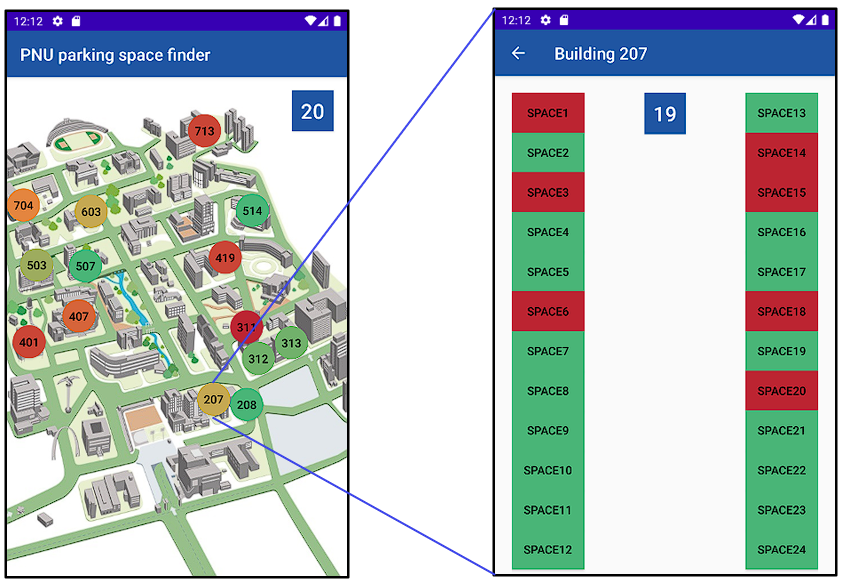 12:12
PNU parking space finder
20
713
704
603
514
503
507
419
407
311
401
312
313
207
208
12:12
Building 207
19
SPACE1
SPACE2
SPACE3
SPACE4
SPACE5
SPACE6
SPACE7
SPACE8
SPACE9
SPACE10
SPACE11
SPACE12
SPACE13
SPACE14
SPACE15
SPACE16
SPACE17
SPACE18
SPACE19
SPACE20
SPACE21
SPACE22
SPACE23
SPACE24